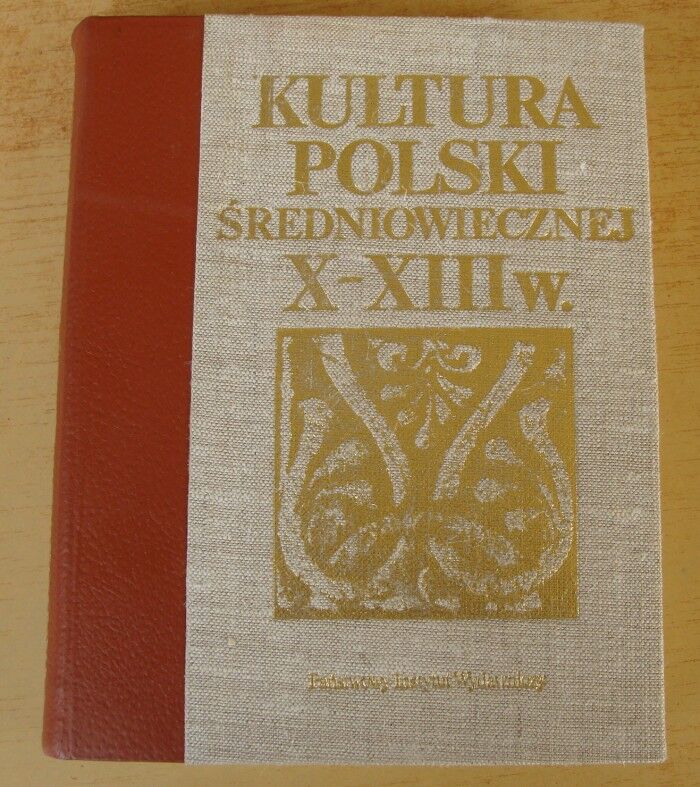 KULTURA
POLSKI
ŚREDNIOWIECZNEJ
X-XIII w.
Państwowy Instytut Wydawniczy